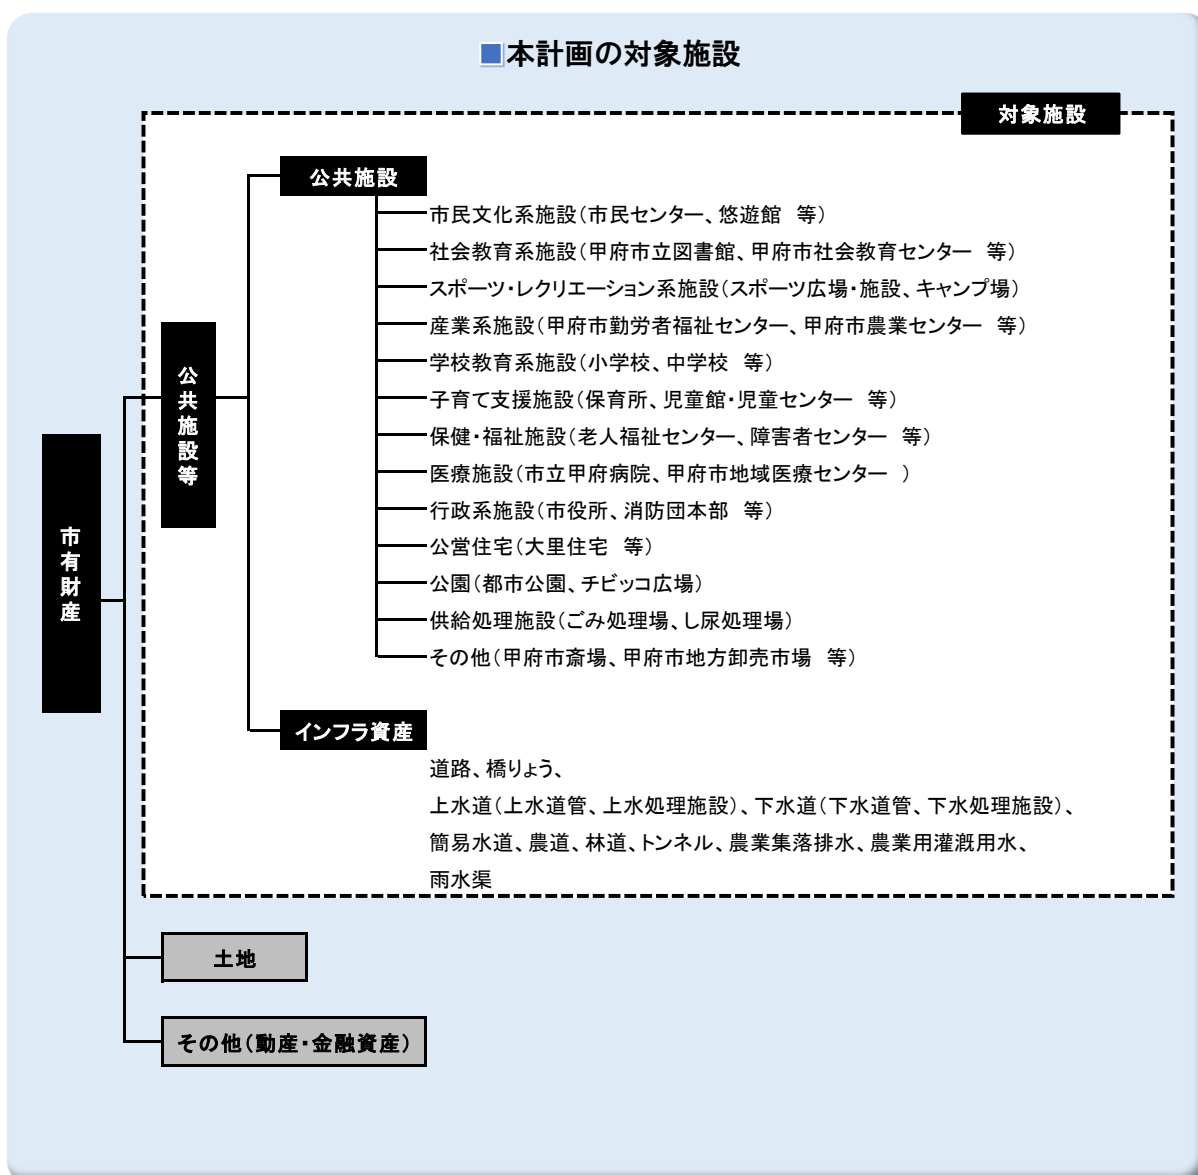 ■本計画の対象施設
対象施設
公共施設
市民文化系施設（市民センター、悠遊館　等）
社会教育系施設（甲府市立図書館、甲府市社会教育センター　等）
スポーツ・レクリエーション系施設（スポーツ広場・施設、キャンプ場）
産業系施設（甲府市勤労者福祉センター、甲府市農業センター　等）
学校教育系施設（小学校、中学校　等）
子育て支援施設（保育所、児童館・児童センター　等）
保健・福祉施設（老人福祉センター、障害者センター　等）
医療施設（市立甲府病院、甲府市地域医療センター　）
行政系施設（市役所、消防団本部　等）
公営住宅（大里住宅　等）
公園（都市公園、チビッコ広場）
供給処理施設（ごみ処理場、し尿処理場）
その他（甲府市斎場、甲府市地方卸売市場　等）
公共施設等
市有財産
インフラ資産
道路、橋りょう、
上水道（上水道管、上水処理施設）、下水道（下水道管、下水処理施設）、
簡易水道、農道、林道、トンネル、農業集落排水、農業用灌漑用水、
雨水渠
土地
その他（動産・金融資産）